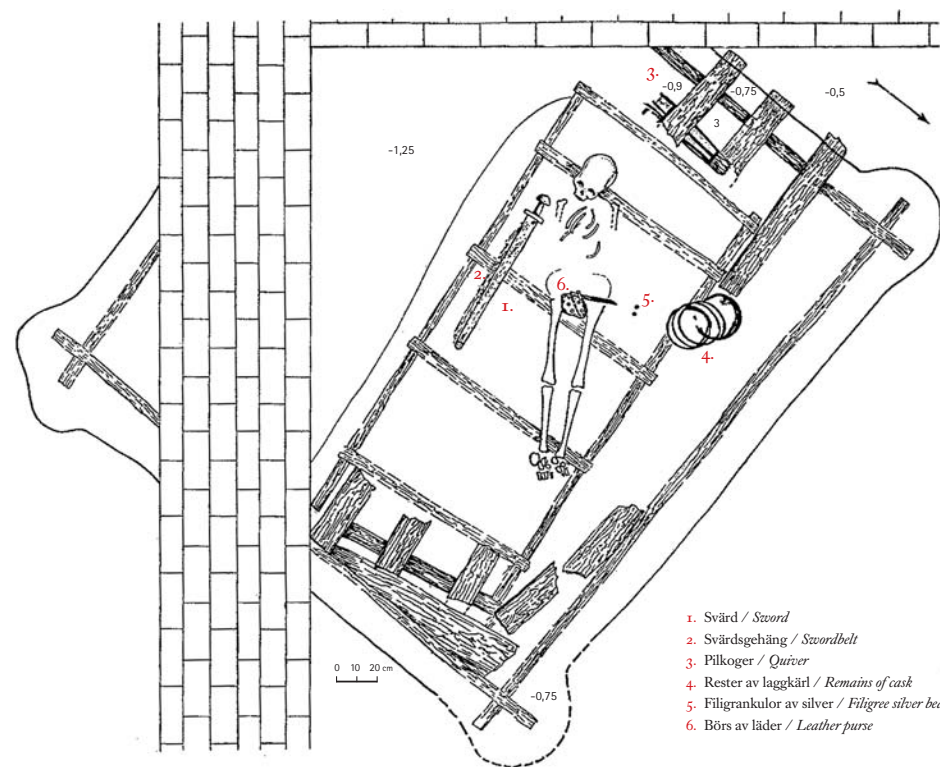 3.
-0,9
-0,75
-0,5
3
-1,25
2.
1.
6.
5.
4.
0 10 20 cm
-0,75
1. Svärd / Sword
2. Svärdsgehäng / Swordbelt
3. Pilkoger / Quiver
4. Rester av laggkärl / Remains of cask
5. Filigrankulor av silver / Filigree silver bea
6. Börs av läder / Leather purse